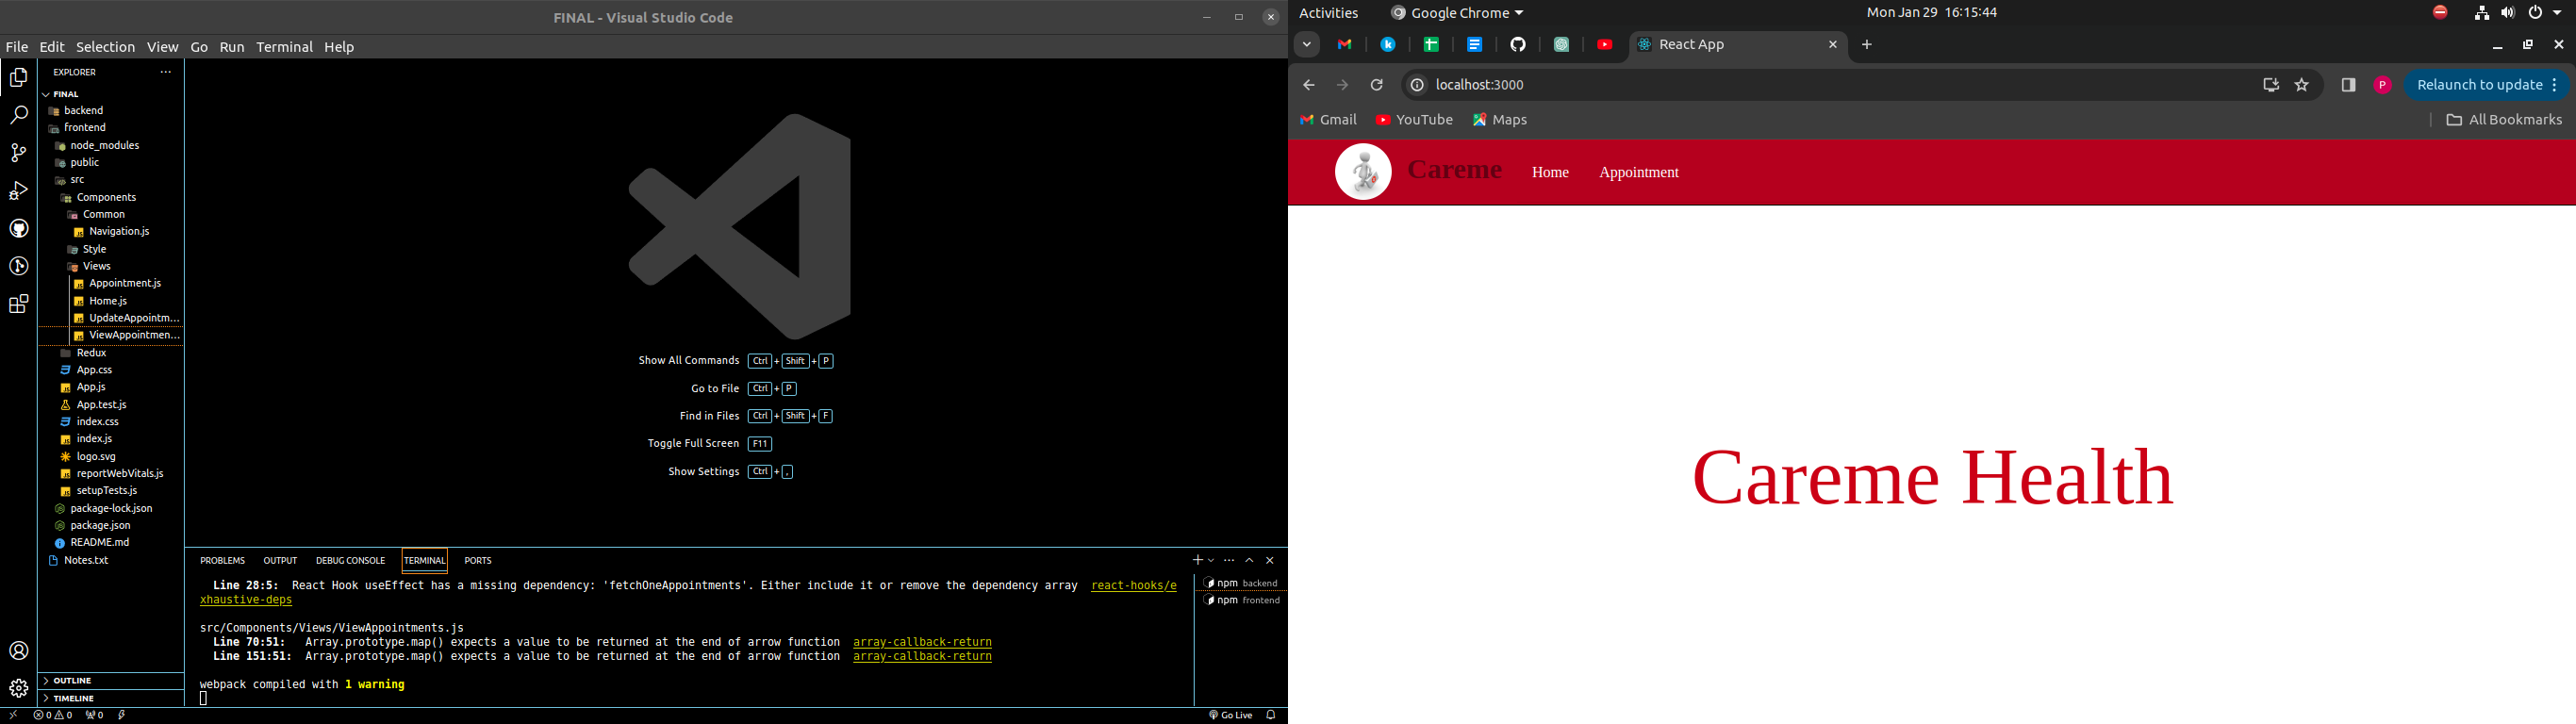 FINAL - Visual Studio Code
File Edit Selection View Go Run Terminal Help
EXPLORER
FINAL
backend
frontend
node_modules
public
src
Components
Common
Navigation.js
Style
Views
Appointment.js
Home.js
UpdateAppointm...
ViewAppointmen...
Redux
App.css
App.js
App.test.js
index.css
index.js
logo.svg
reportWebVitals.js
setupTests.js
package-lock.json
package.json
README.md
Notes.txt
OUTLINE
TIMELINE
Show All Commands Ctrl + Shift + P
Go to File Ctrl + P
Find in Files Ctrl + Shift + F
Toggle Full Screen F11
Show Settings Ctrl + ,
PROBLEMS OUTPUT DEBUG CONSOLE TERMINAL PORTS
Line 28:5: React Hook useEffect has a missing dependency: 'fetchOneAppointments'. Either include it or remove the dependency array react-hooks/e
xhaustive-deps
src/Components/Views/ViewAppointments.js
Line 70:51: Array.prototype.map() expects a value to be returned at the end of arrow function array-callback-return
Line 151:51: Array.prototype.map() expects a value to be returned at the end of arrow function array-callback-return
webpack compiled with 1 warning
npm backend
npm frontend
0 0 0
Go Live
Activities Google Chrome Mon Jan 29 16:15:44
React App
localhost:3000 P Relaunch to update
Gmail YouTube Maps All Bookmarks
Careme Home Appointment
Careme Health